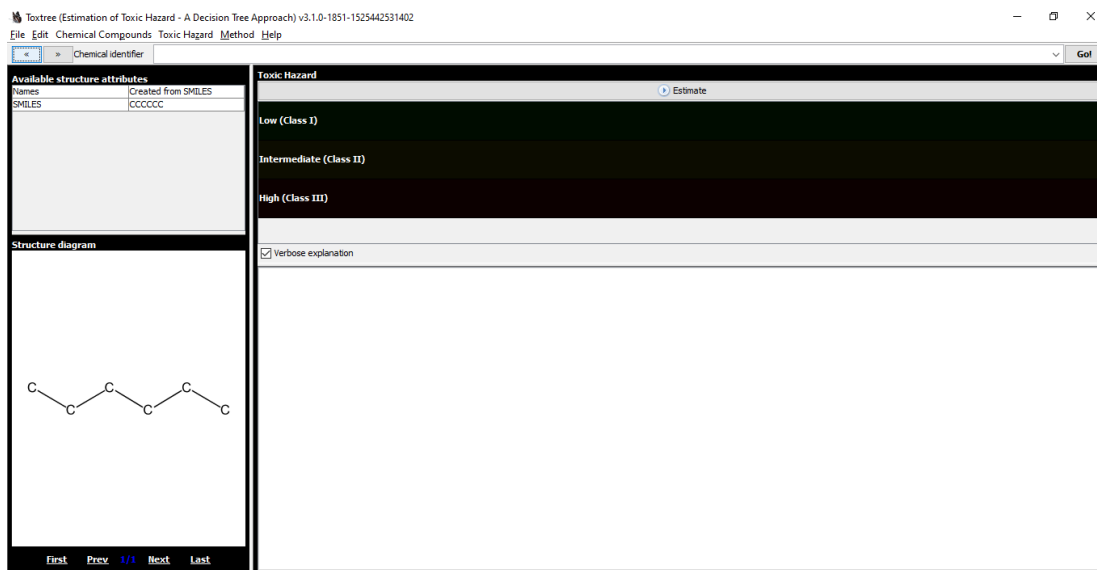 Toxtree (Estimation of Toxic Hazard - A Decision Tree Approach) v3.1.0-1851-1525442531402
File Edit Chemical Compounds Toxic Hazard Method Help
« » Chemical identifier Go!
Available structure attributes
Names Created from SMILES
SMILES CCCCCC
Structure diagram
C C C
C C C
First Prev 1/1 Next Last
Toxic Hazard
Estimate
Low (Class I)
Intermediate (Class II)
High (Class III)
Verbose explanation